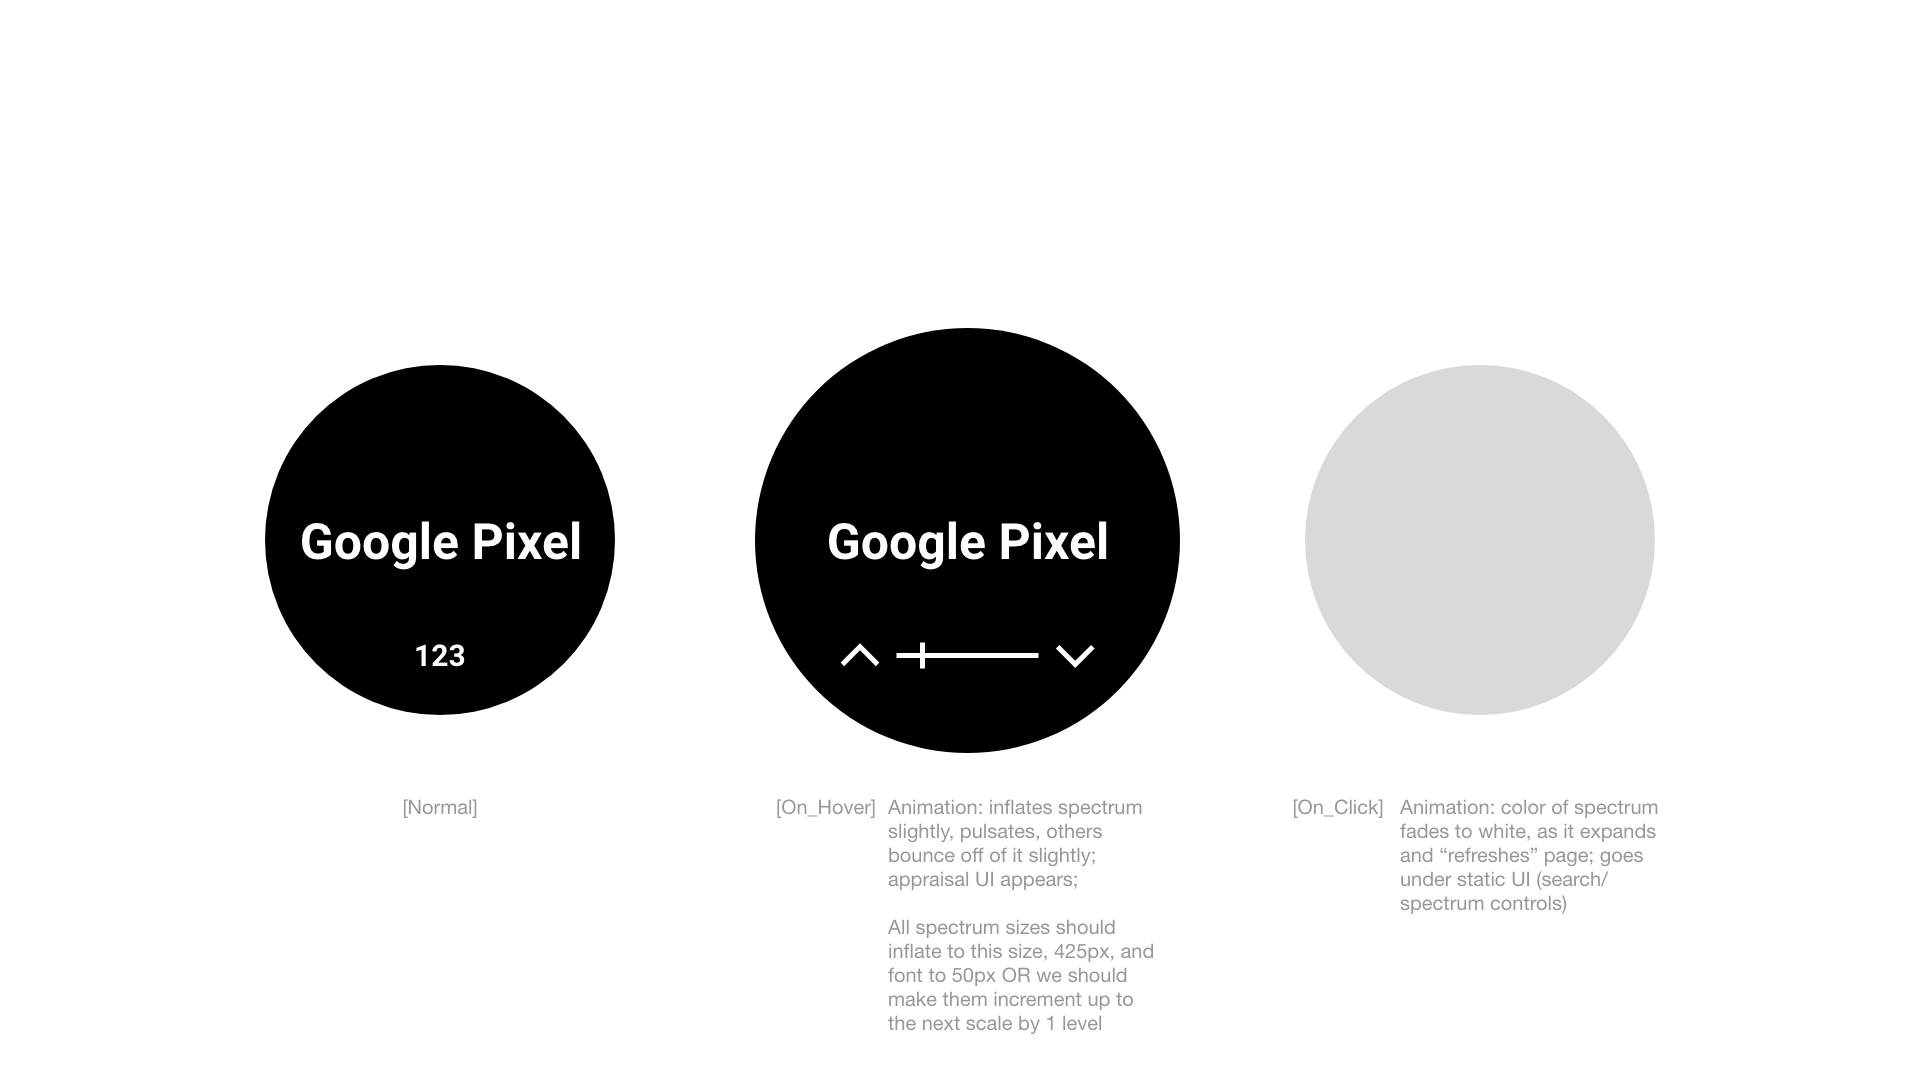 Google Pixel
123
[Normal]
Google Pixel
[On_Hover]
Animation: inflates spectrum
slightly, pulsates, others
bounce off of it slightly;
appraisal UI appears;
All spectrum sizes should
inflate to this size, 425px, and
font to 50px OR we should
make them increment up to
the next scale by 1 level
[On_Click]
Animation: color of spectrum
fades to white, as it expands
and “refreshes” page; goes
under static UI (search/
spectrum controls)